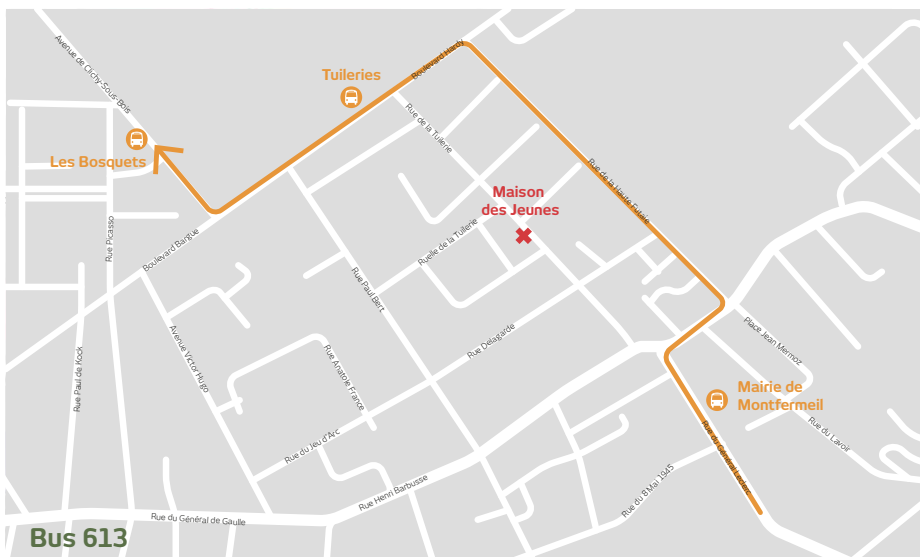 Boulevard Hardy
Avenue de Clichy-Sous-Bois
Tuileries
Rue de la Tuilerie
Les Bosquets
Rue de la Haute Futaie
Maison
des Jeunes
Rue Picasso
Boulevard Bargue
Ruelle de la Tuilerie
Rue Paul Bert
Place Jean Mermoz
Avenue Victor Hugo
Rue Delagarde
Rue Paul de Kock
Rue Anatole France
Mairie de
Montfermeil
Rue du Lavoir
Rue du Jeu d'Arc
Rue du Général Leclerc
Rue Henri Barbusse
Rue du 8 Mai 1945
Rue du Général de Gaulle
Bus 613